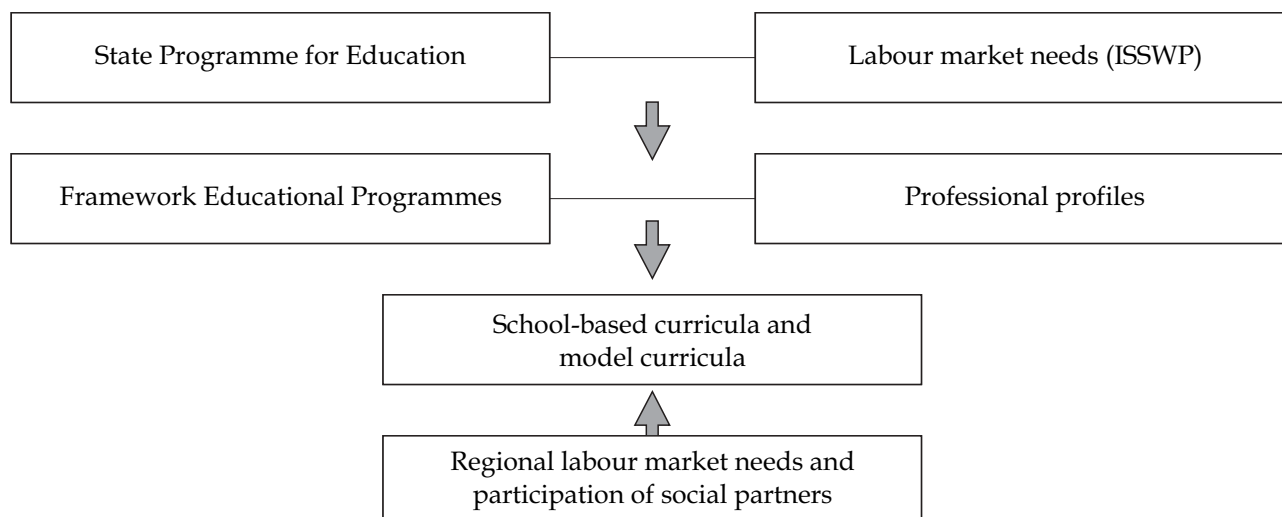 State Programme for Education
Labour market needs (ISSWP)
Framework Educational Programmes
Professional profiles
School-based curricula and
model curricula
Regional labour market needs and
participation of social partners